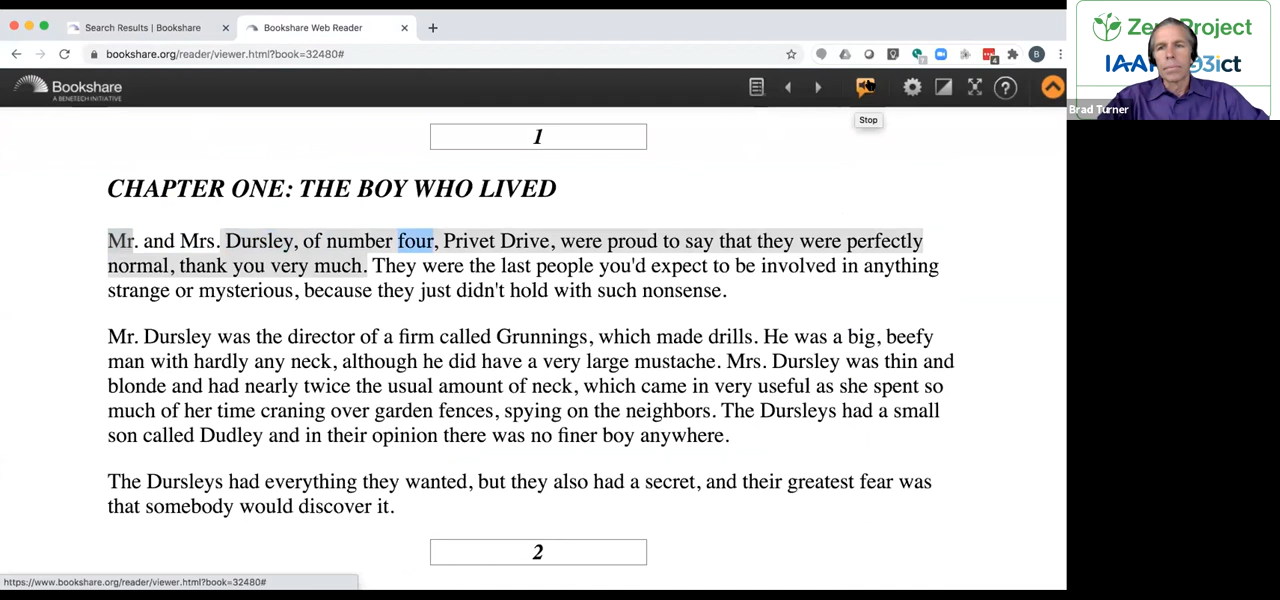 Search Results | Bookshare
Bookshare Web Reader
bookshare.org/reader/viewer.html?book=32480#
B
Bookshare
A BENETECH INITIATIVE
Stop
1
CHAPTER ONE: THE BOY WHO LIVED
Mr. and Mrs. Dursley, of number four, Privet Drive, were proud to say that they were perfectly
normal, thank you very much. They were the last people you'd expect to be involved in anything
strange or mysterious, because they just didn't hold with such nonsense.
Mr. Dursley was the director of a firm called Grunnings, which made drills. He was a big, beefy
man with hardly any neck, although he did have a very large mustache. Mrs. Dursley was thin and
blonde and had nearly twice the usual amount of neck, which came in very useful as she spent so
much of her time craning over garden fences, spying on the neighbors. The Dursleys had a small
son called Dudley and in their opinion there was no finer boy anywhere.
The Dursleys had everything they wanted, but they also had a secret, and their greatest fear was
that somebody would discover it.
2
https://www.bookshare.org/reader/viewer.html?book=32480#
Project
Brad Turner